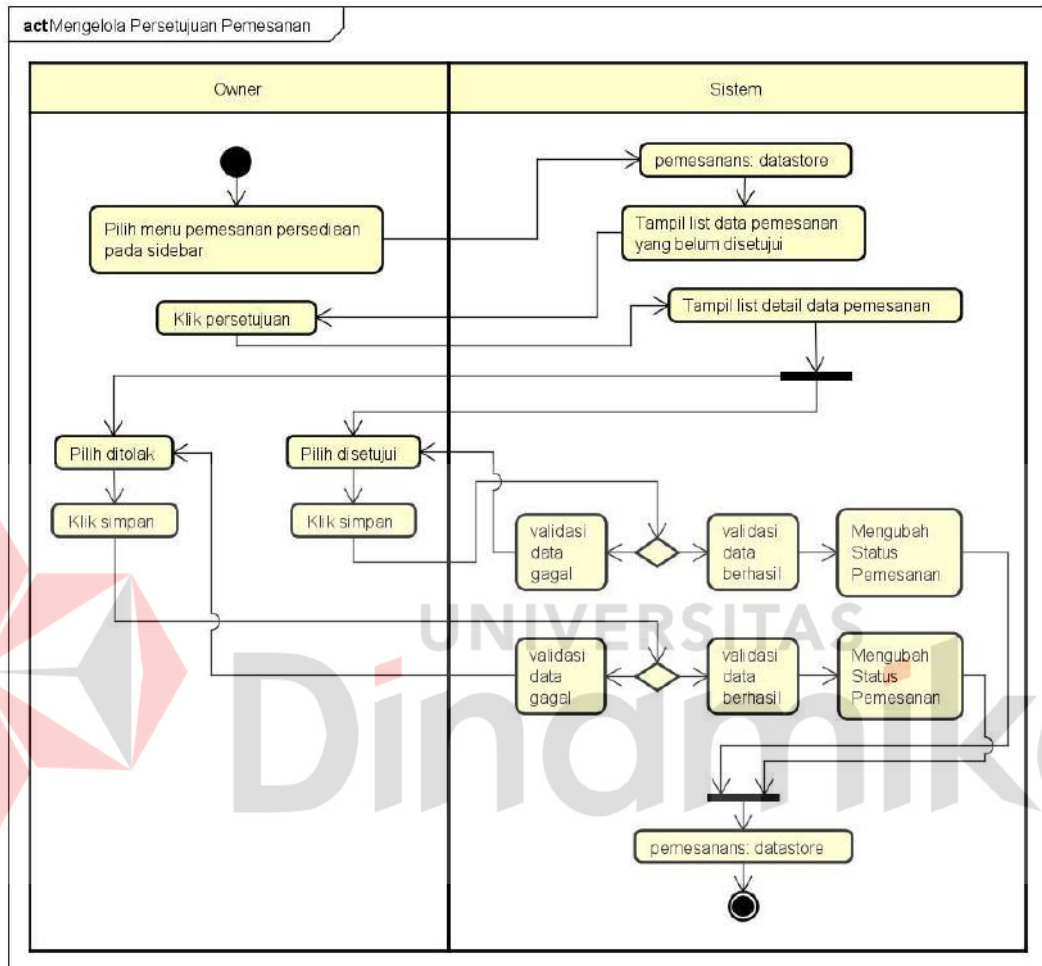 act Mengelola Persetujuan Pemesanan
Owner
Sistem
pemesanans: datastore
Pilih menu pemesanan persediaan
pada sidebar
Tampil list data pemesanan
yang belum disetujui
Klik persetujuan
Tampil list detail data pemesanan
Pilih ditolak
Pilih disetujui
Klik simpan
Klik simpan
validasi
data
gagal
validasi
data
berhasil
Mengubah
Status
Pemesanan
UNIVERSITAS
Dinamika
validasi
data
gagal
validasi
data
berhasil
Mengubah
Status
Pemesanan
pemesanans: datastore